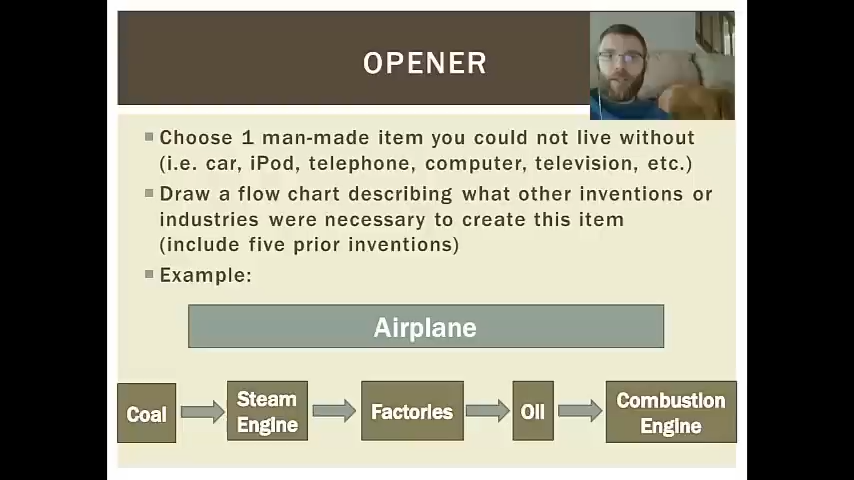 OPENER
Choose 1 man-made item you could not live without
(i.e. car, iPod, telephone, computer, television, etc.)
Draw a flow chart describing what other inventions or
industries were necessary to create this item
(include five prior inventions)
Example:
Airplane
Coal
Steam
Engine
Factories
Oil
Combustion
Engine